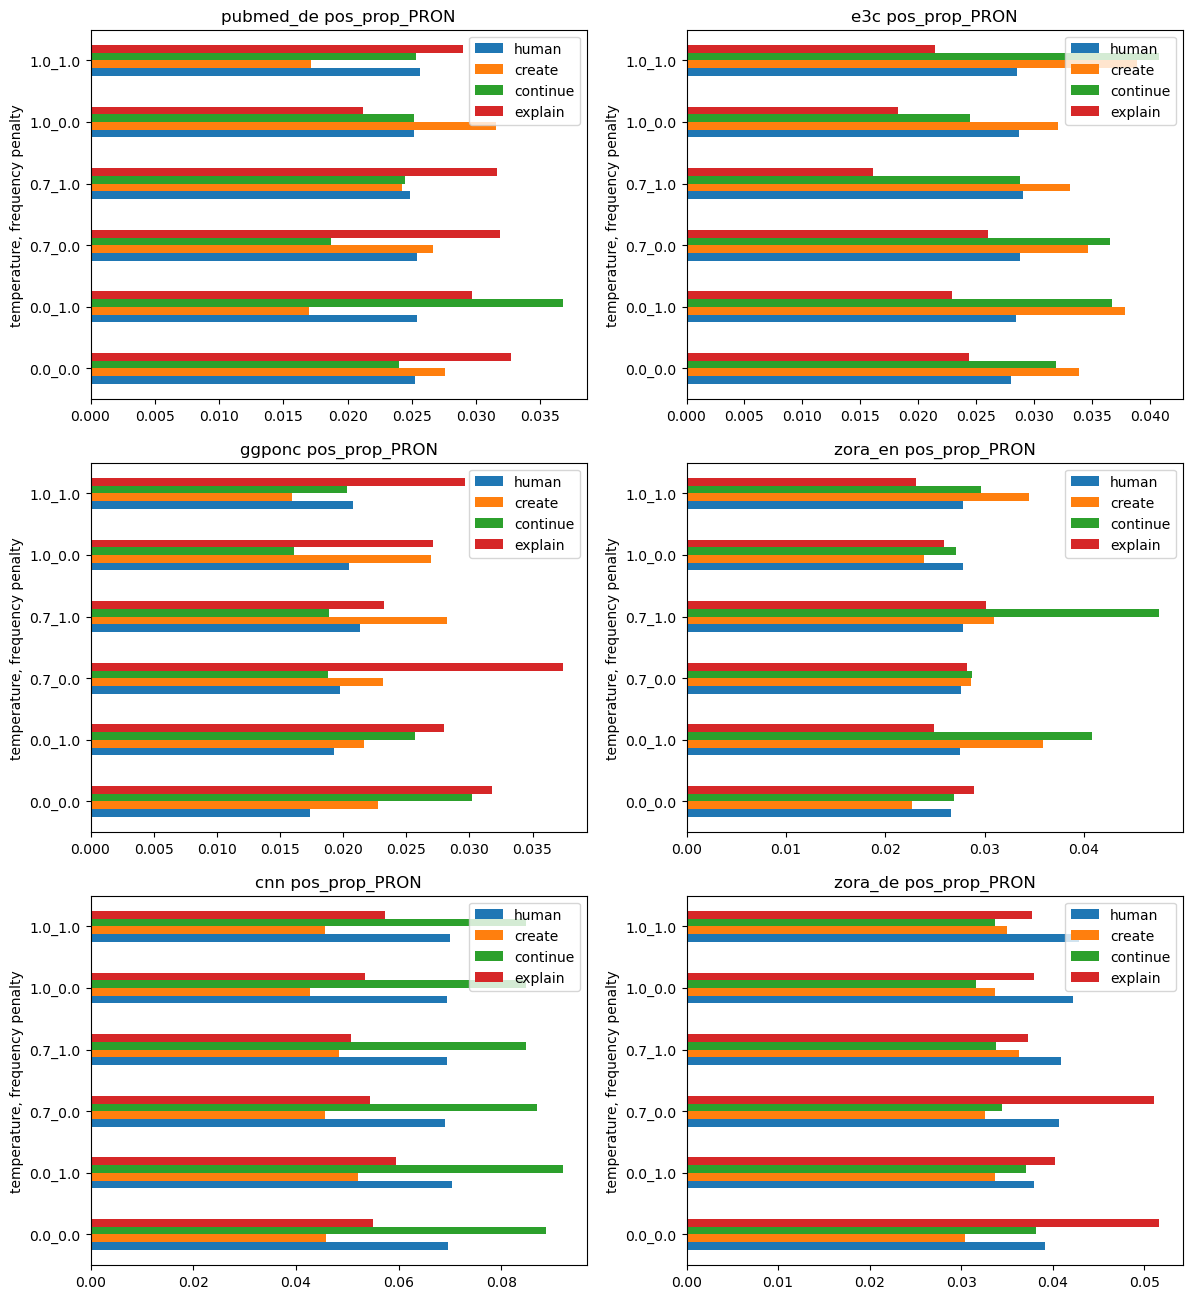 pubmed_de pos_prop_PRON
temperature, frequency penalty
1.0_1.0
1.0_0.0
0.7_1.0
0.7_0.0
0.0_1.0
0.0_0.0
human
create
continue
explain
0.000 0.005 0.010 0.015 0.020 0.025 0.030 0.035
e3c pos_prop_PRON
temperature, frequency penalty
1.0_1.0
1.0_0.0
0.7_1.0
0.7_0.0
0.0_1.0
0.0_0.0
human
create
continue
explain
0.000 0.005 0.010 0.015 0.020 0.025 0.030 0.035 0.040
ggponc pos_prop_PRON
temperature, frequency penalty
1.0_1.0
1.0_0.0
0.7_1.0
0.7_0.0
0.0_1.0
0.0_0.0
human
create
continue
explain
0.000 0.005 0.010 0.015 0.020 0.025 0.030 0.035
zora_en pos_prop_PRON
temperature, frequency penalty
1.0_1.0
1.0_0.0
0.7_1.0
0.7_0.0
0.0_1.0
0.0_0.0
human
create
continue
explain
0.00 0.01 0.02 0.03 0.04
cnn pos_prop_PRON
temperature, frequency penalty
1.0_1.0
1.0_0.0
0.7_1.0
0.7_0.0
0.0_1.0
0.0_0.0
human
create
continue
explain
0.00 0.02 0.04 0.06 0.08
zora_de pos_prop_PRON
temperature, frequency penalty
1.0_1.0
1.0_0.0
0.7_1.0
0.7_0.0
0.0_1.0
0.0_0.0
human
create
continue
explain
0.00 0.01 0.02 0.03 0.04 0.05